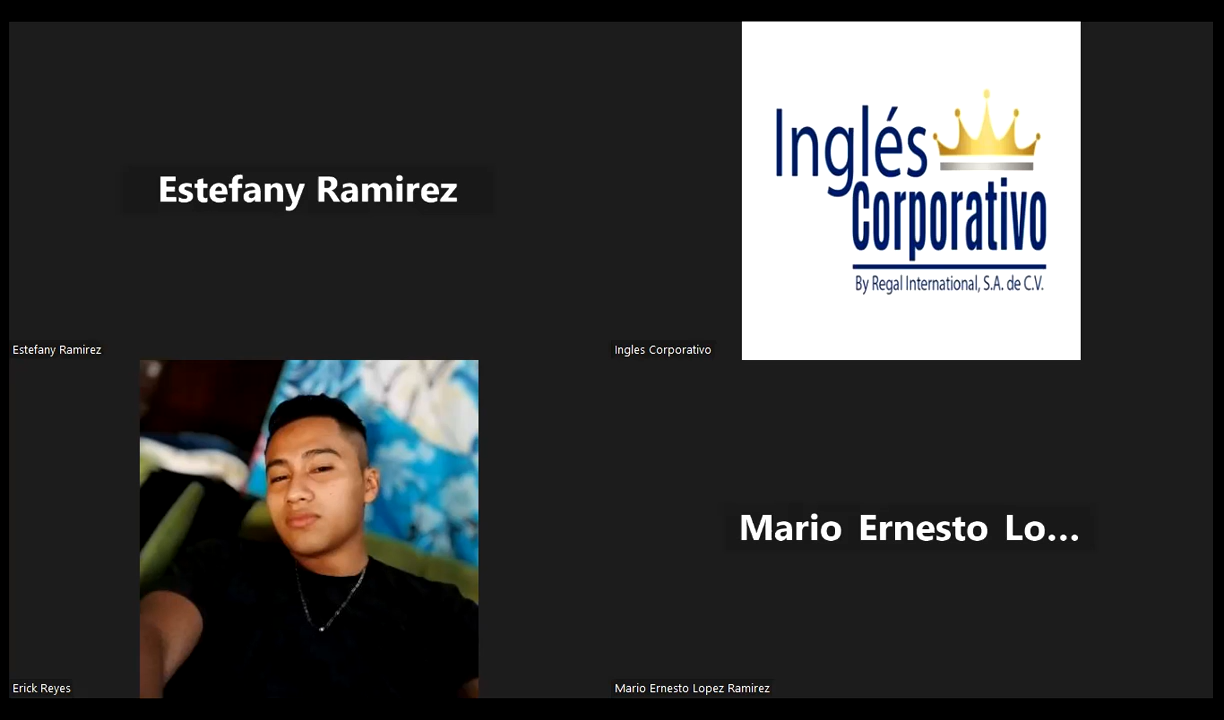 Estefany Ramirez
Estefany Ramirez
Inglés
Corporativo
By Regal International, S.A. de C.V.
Ingles Corporativo
Erick Reyes
Mario Ernesto Lo...
Mario Ernesto Lopez Ramirez